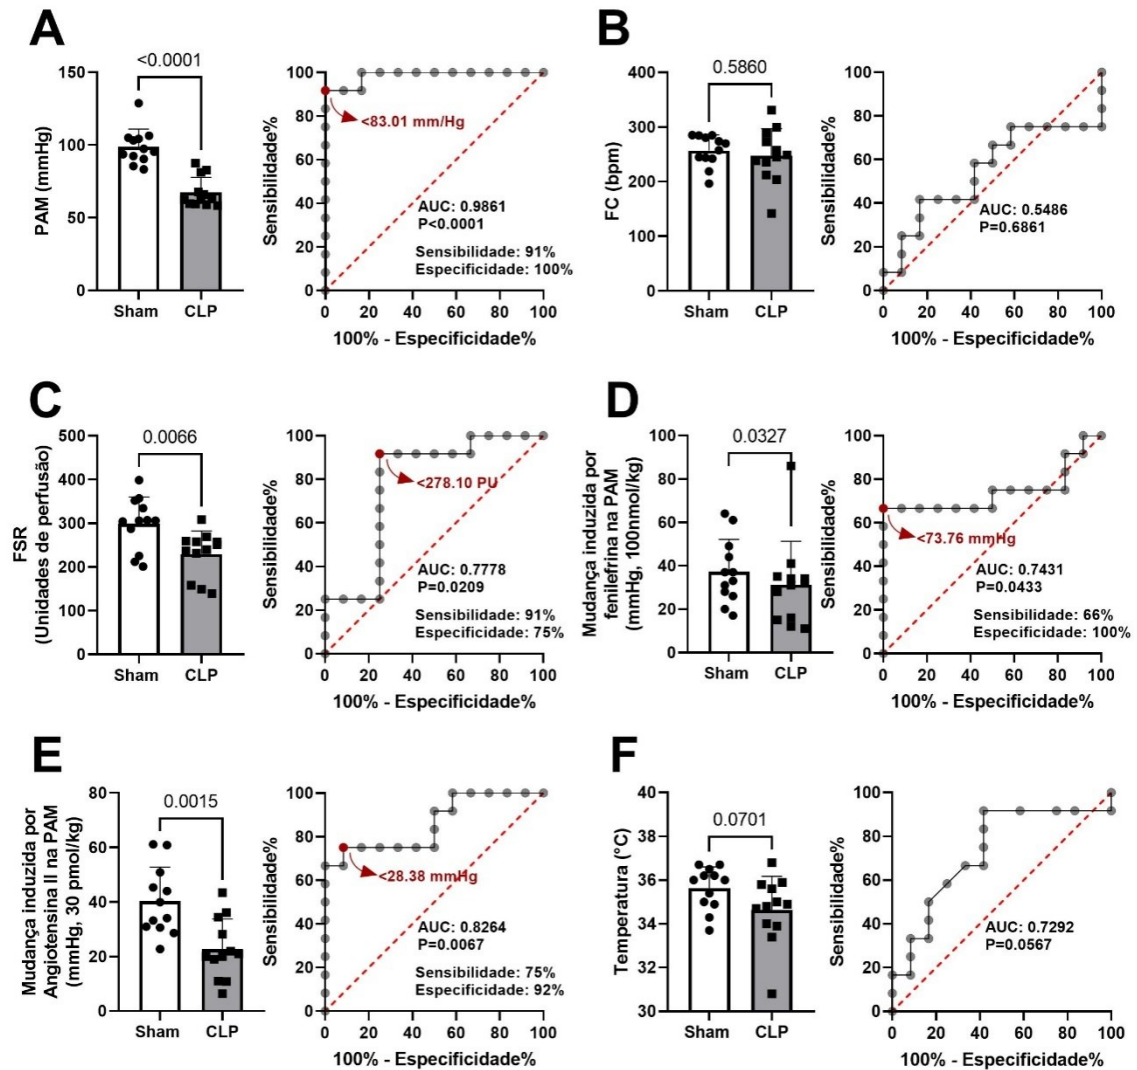 A
<0.0001
PAM (mmHg)
150
100
50
0
Sham
CLP
Sensibilidade%
100
80
60
40
20
0
<83.01 mm/Hg
AUC: 0.9861
P<0.0001
Sensibilidade: 91%
Especificidade: 100%
0 20 40 60 80 100
100% - Especificidade%
B
0.5860
FC (bpm)
400
300
200
100
0
Sham
CLP
Sensibilidade%
100
80
60
40
20
0
AUC: 0.5486
P=0.6861
0 20 40 60 80 100
100% - Especificidade%
C
0.0066
FSR
(Unidades de perfusão)
500
400
300
200
100
0
Sham
CLP
Sensibilidade%
100
80
60
40
20
0
<278.10 PU
AUC: 0.7778
P=0.0209
Sensibilidade: 91%
Especificidade: 75%
0 20 40 60 80 100
100% - Especificidade%
D
0.0327
Mudança induzida por
fenilefrina na PAM
(mmHg, 100nmol/kg)
100
80
60
40
20
0
Sham
CLP
Sensibilidade%
100
80
60
40
20
0
<73.76 mmHg
AUC: 0.7431
P=0.0433
Sensibilidade: 66%
Especificidade: 100%
0 20 40 60 80 100
100% - Especificidade%
E
0.0015
Mudança induzida por
Angiotensina II na PAM
(mmHg, 30 pmol/kg)
80
60
40
20
0
Sham
CLP
Sensibilidade%
100
80
60
40
20
0
<28.38 mmHg
AUC: 0.8264
P=0.0067
Sensibilidade: 75%
Especificidade: 92%
0 20 40 60 80 100
100% - Especificidade%
F
0.0701
Temperatura (°C)
40
38
36
34
32
30
Sham
CLP
Sensibilidade%
100
80
60
40
20
0
AUC: 0.7292
P=0.0567
0 20 40 60 80 100
100% - Especificidade%